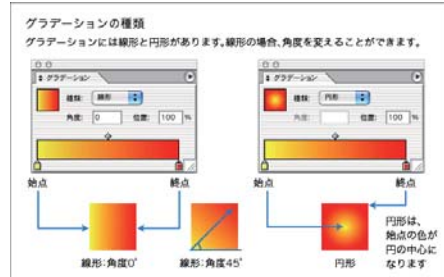 グラデーションの種類
グラデーションには線形と円形があります。線形の場合、角度を変えることができます。
グラデーション
種類: 線形
角度: 0 位置: 100 %
始点 終点
線形:角度0°
線形:角度45°
グラデーション
種類: 円形
角度: 位置: 100 %
始点 終点
円形
円形は、
始点の色が
円の中心に
なります